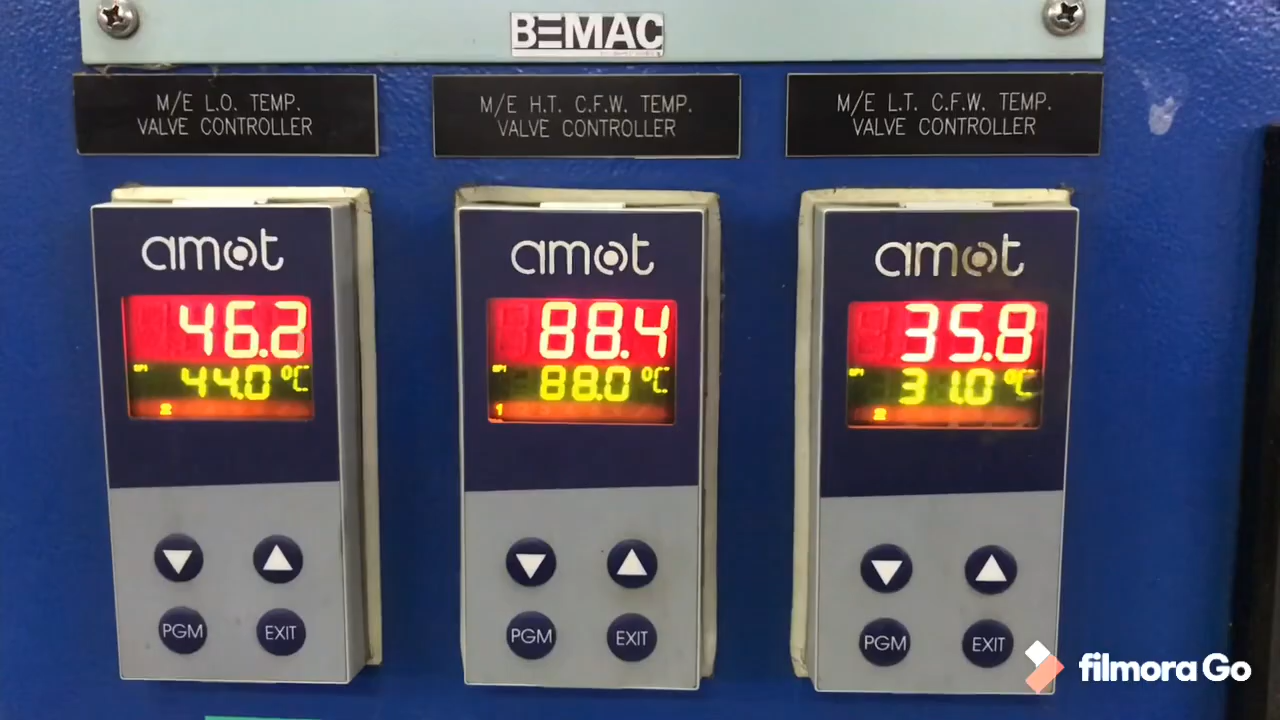 BEMAC
M/E L.O. TEMP.
VALVE CONTROLLER
M/E H.T. C.F.W. TEMP.
VALVE CONTROLLER
M/E L.T. C.F.W. TEMP.
VALVE CONTROLLER
amot
46.2
44.0 °C
2
PGM EXIT
amot
88.4
88.0 °C
1
PGM EXIT
amot
35.8
31.0 °C
2
PGM EXIT
filmora Go